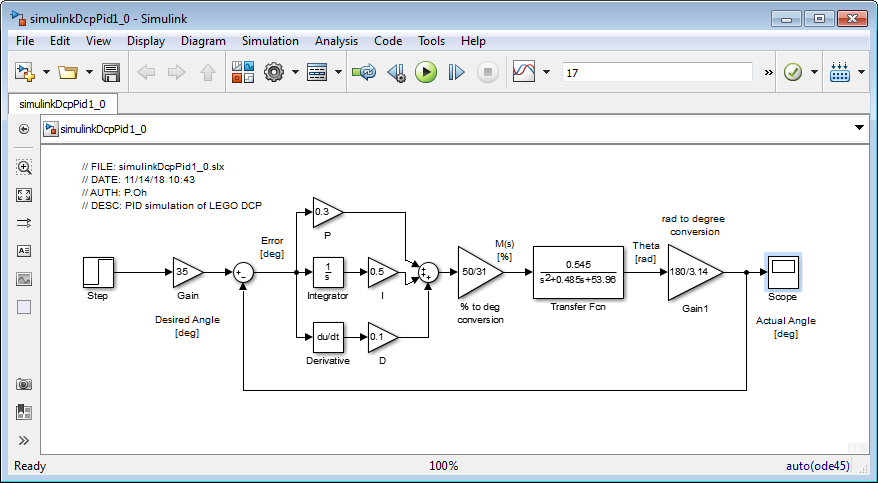 simulinkDcpPid1_0 - Simulink
File Edit View Display Diagram Simulation Analysis Code Tools Help
17
simulinkDcpPid1_0
simulinkDcpPid1_0
// FILE: simulinkDcpPid1_0.slx
// DATE: 11/14/18 10:43
// AUTH: P.Oh
// DESC: PID simulation of LEGO DCP
Step
35
Gain
Desired Angle
[deg]
Error
[deg]
0.3
P
1
s
Integrator
0.5
I
du/dt
Derivative
0.1
D
50/31
% to deg
conversion
M(s)
[%]
0.545
s2+0.485s+53.96
Transfer Fcn
Theta
[rad]
rad to degree
conversion
180/3.14
Gain1
Scope
Actual Angle
[deg]
Ready 100% auto(ode45)